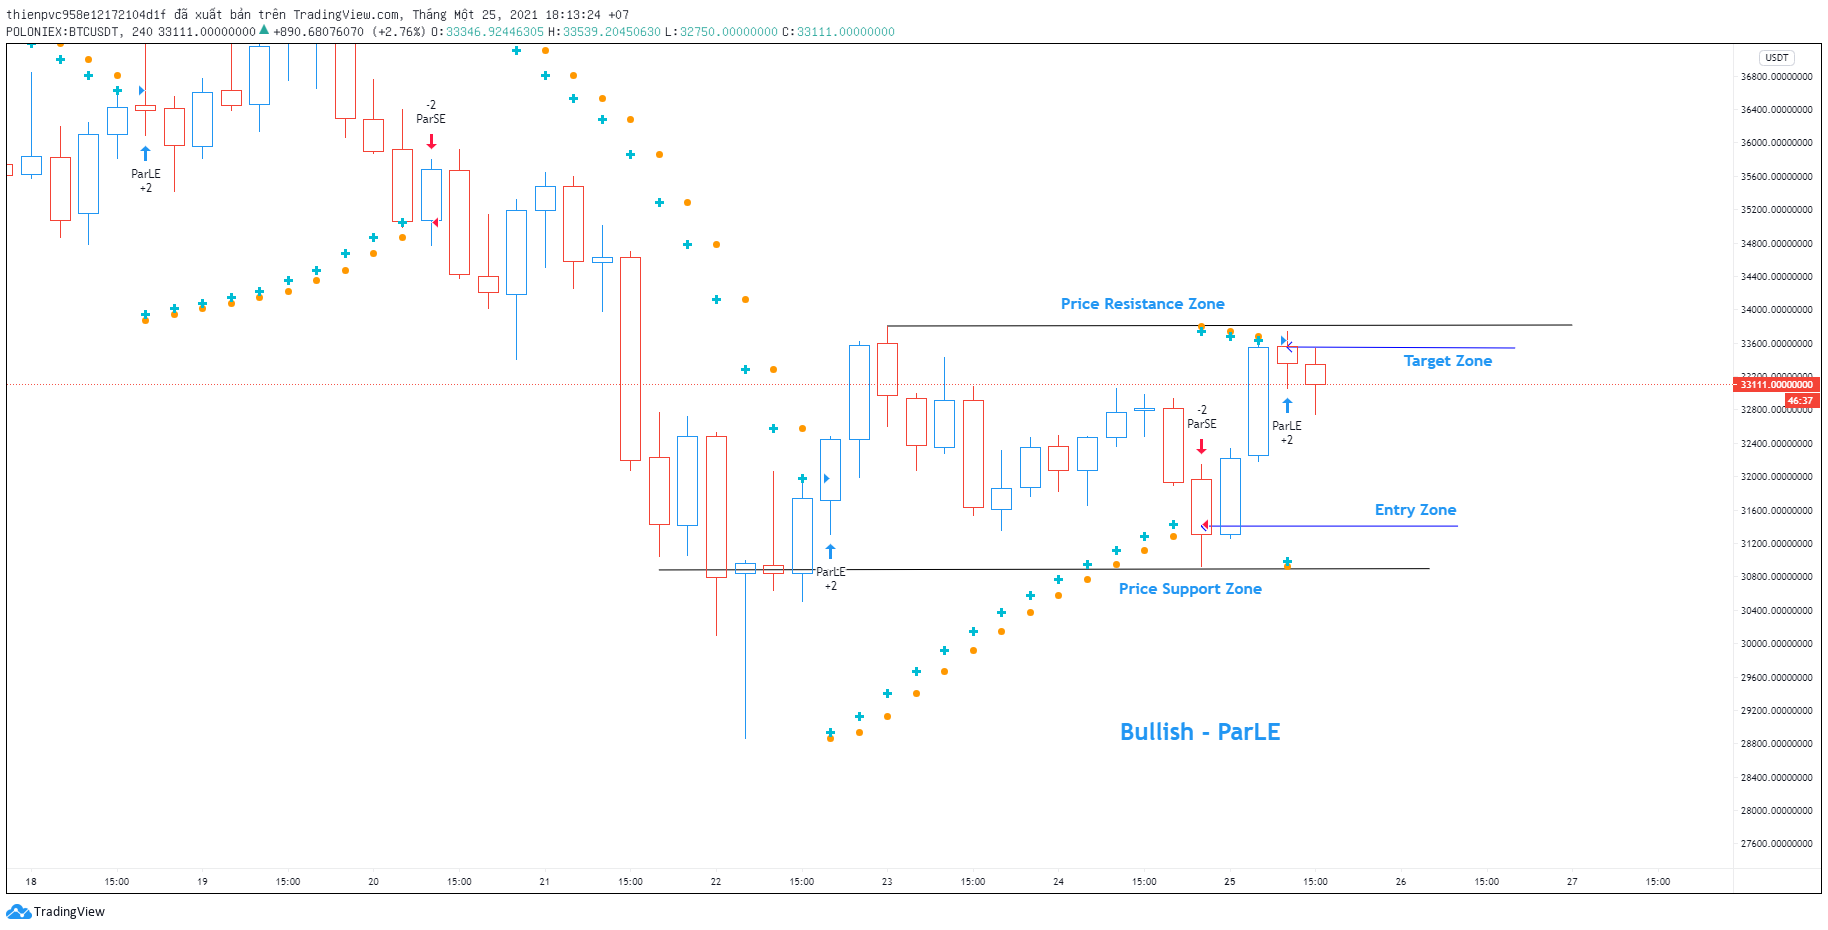 thienpvc958e12172104d1f đã xuất bản trên TradingView.com, Tháng Một 25, 2021 18:13:24 +07
POLONIEX:BTCUSDT, 240 33111.00000000 ▲ +890.68076070 (+2.76%) O:33346.92446305 H:33539.20450630 L:32750.00000000 C:33111.00000000
USDT
36800.00000000
36400.00000000
36000.00000000
35600.00000000
35200.00000000
34800.00000000
34400.00000000
34000.00000000
33600.00000000
33200.00000000
33111.00000000
46:37
32800.00000000
32400.00000000
32000.00000000
31600.00000000
31200.00000000
30800.00000000
30400.00000000
30000.00000000
29600.00000000
29200.00000000
28800.00000000
28400.00000000
28000.00000000
27600.00000000
ParLE
+2
-2
ParSE
ParLE
+2
-2
ParSE
ParLE
+2
Price Resistance Zone
Target Zone
Entry Zone
Price Support Zone
Bullish - ParLE
18 15:00 19 15:00 20 15:00 21 15:00 22 15:00 23 15:00 24 15:00 25 15:00 26 15:00 27 15:00
TradingView